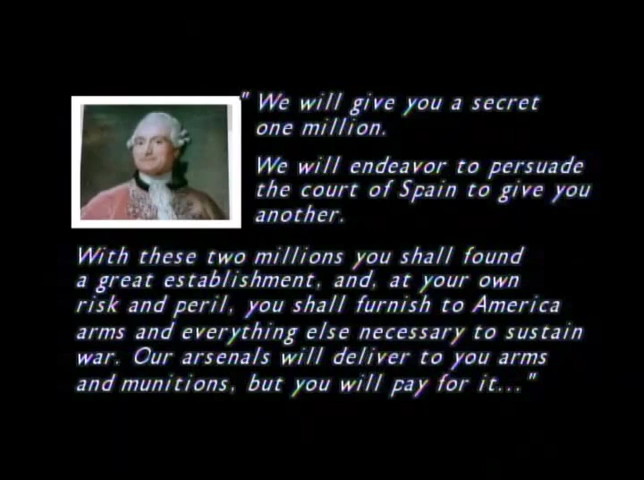 " We will give you a secret
one million.
We will endeavor to persuade
the court of Spain to give you
another.
With these two millions you shall found
a great establishment, and, at your own
risk and peril, you shall furnish to America
arms and everything else necessary to sustain
war. Our arsenals will deliver to you arms
and munitions, but you will pay for it..."